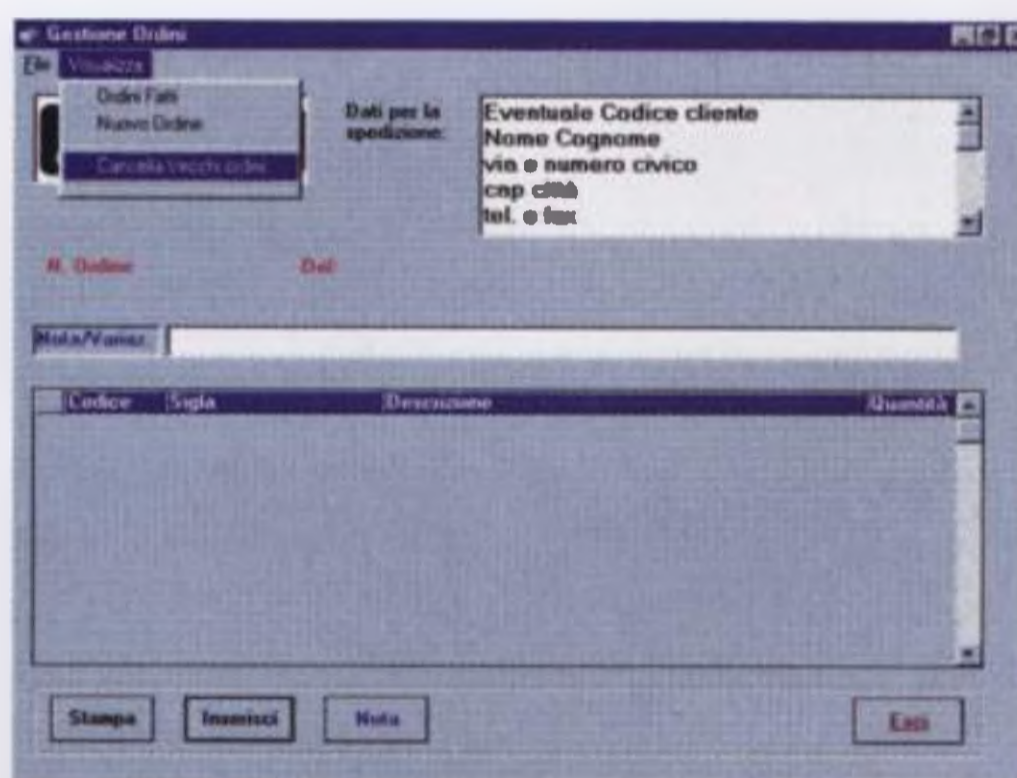 Gestione Ordini
File Visualizza
Ordini Fatti
Nuovo Ordine
Cancella Vecchi ordini
Dati per la
spedizione:
Eventuale Codice cliente
Nome Cognome
via e numero civico
cap
tel. e fax
N. Ordine Del:
Nota/Variaz.
Codice Sigla Descrizione Quantità
Stampa Inserisci Nota Esci